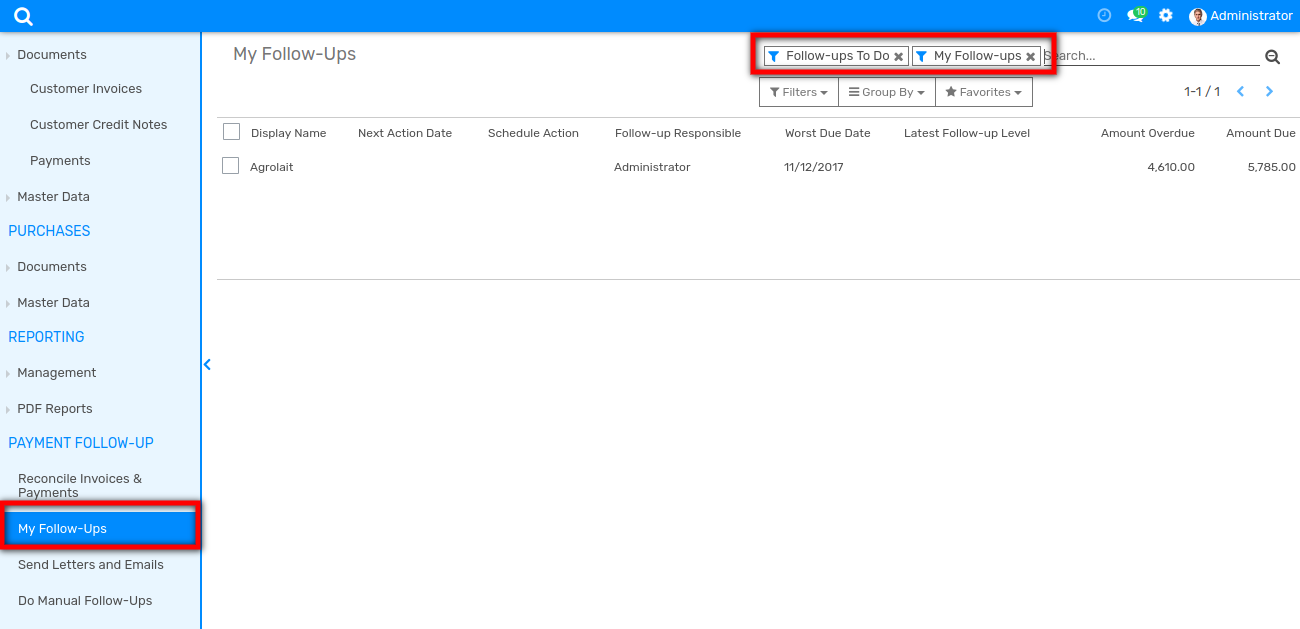 10 Administrator
Documents
Customer Invoices
Customer Credit Notes
Payments
Master Data
PURCHASES
Documents
Master Data
REPORTING
Management
PDF Reports
PAYMENT FOLLOW-UP
Reconcile Invoices &
Payments
My Follow-Ups
Send Letters and Emails
Do Manual Follow-Ups
My Follow-Ups
Follow-ups To Do My Follow-ups Search...
Filters Group By Favorites 1-1 / 1
Display Name Next Action Date Schedule Action Follow-up Responsible Worst Due Date Latest Follow-up Level Amount Overdue Amount Due
Agrolait Administrator 11/12/2017 4,610.00 5,785.00